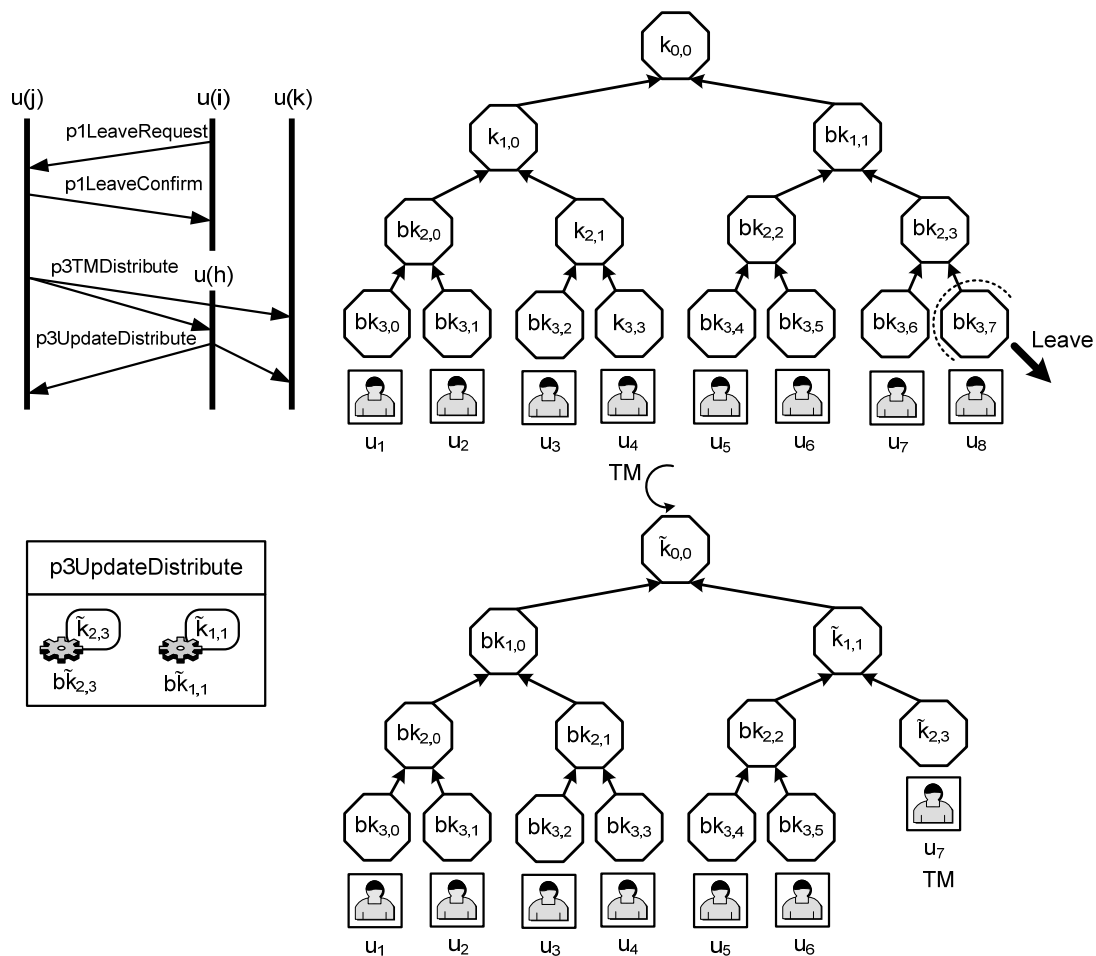 u(j) u(i) u(k)
p1LeaveRequest
p1LeaveConfirm
p3TMDistribute
u(h)
p3UpdateDistribute
k0,0
k1,0 bk1,1
bk2,0 k2,1 bk2,2 bk2,3
bk3,0 bk3,1 bk3,2 k3,3 bk3,4 bk3,5 bk3,6 bk3,7
Leave
u1 u2 u3 u4 u5 u6 u7 u8
TM
p3UpdateDistribute
k̃2,3 k̃1,1
bk̃2,3 bk̃1,1
k̃0,0
bk1,0 k̃1,1
bk2,0 bk2,1 bk2,2 k̃2,3
bk3,0 bk3,1 bk3,2 bk3,3 bk3,4 bk3,5
u7
TM
u1 u2 u3 u4 u5 u6